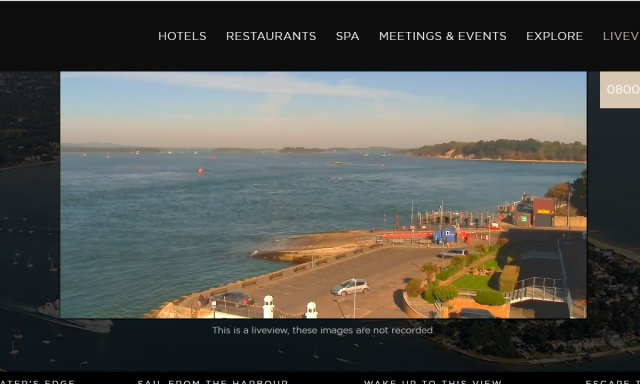 HOTELS RESTAURANTS SPA MEETINGS & EVENTS EXPLORE LIVEV
0800
This is a liveview, these images are not recorded.
ATER'S EDGE SAIL FROM THE HARBOUR WAKE UP TO THIS VIEW ESCAPE T